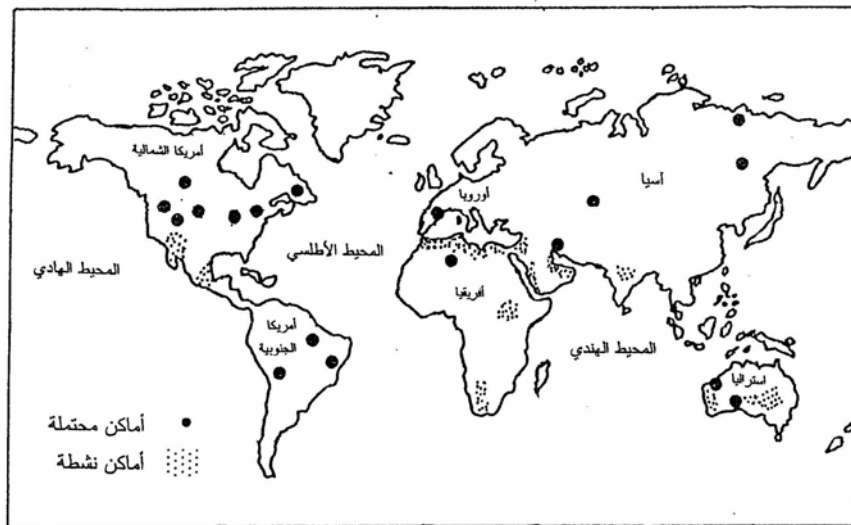 أمريكا الشمالية
أوروبا
آسيا
المحيط الأطلسي
المحيط الهادي
أفريقيا
أمريكا
الجنوبية
المحيط الهندي
استراليا
أماكن محتملة
أماكن نشطة